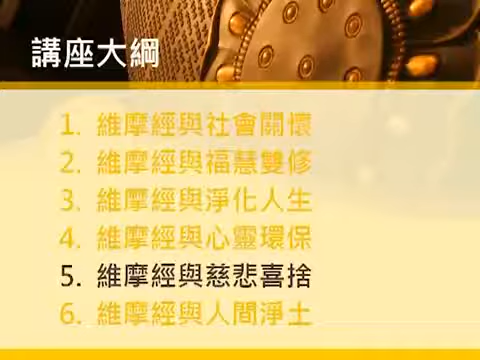 講座大綱
1. 維摩經與社會關懷
2. 維摩經與福慧雙修
3. 維摩經與淨化人生
4. 維摩經與心靈環保
5. 維摩經與慈悲喜捨
6. 維摩經與人間淨土